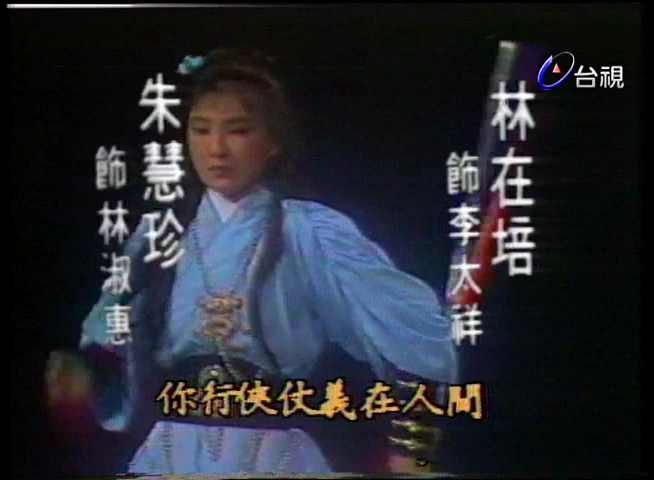 台視
林在培
飾李太祥
朱慧珍
飾林淑惠
你行俠仗義在人間